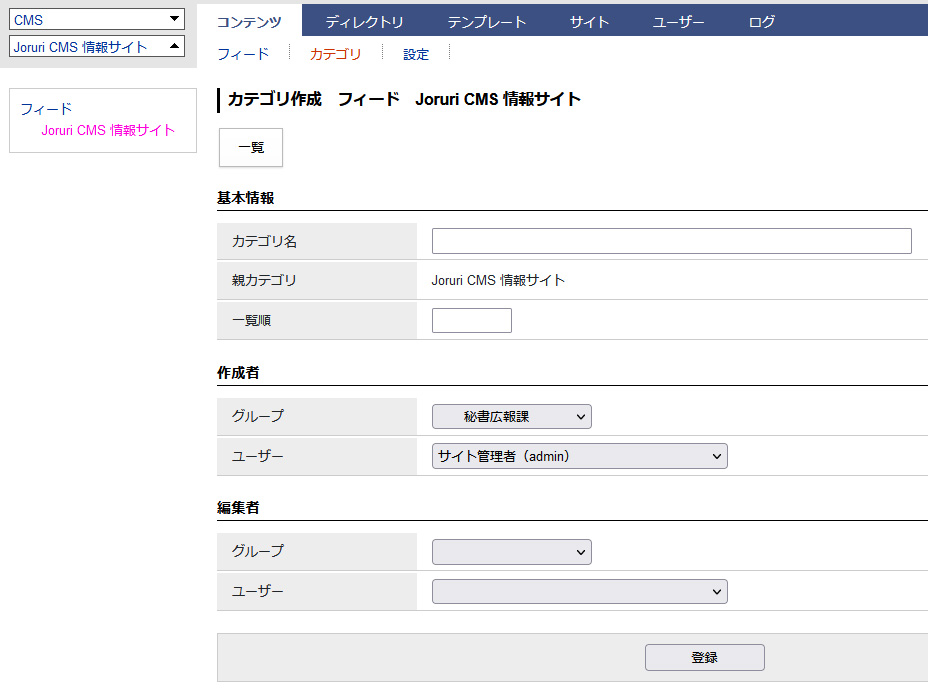 CMS
Joruri CMS 情報サイト
コンテンツ ディレクトリ テンプレート サイト ユーザー ログ
フィード カテゴリ 設定
フィード
Joruri CMS 情報サイト
カテゴリ作成 フィード Joruri CMS 情報サイト
一覧
基本情報
カテゴリ名
親カテゴリ Joruri CMS 情報サイト
一覧順
作成者
グループ 秘書広報課
ユーザー サイト管理者（admin）
編集者
グループ
ユーザー
登録